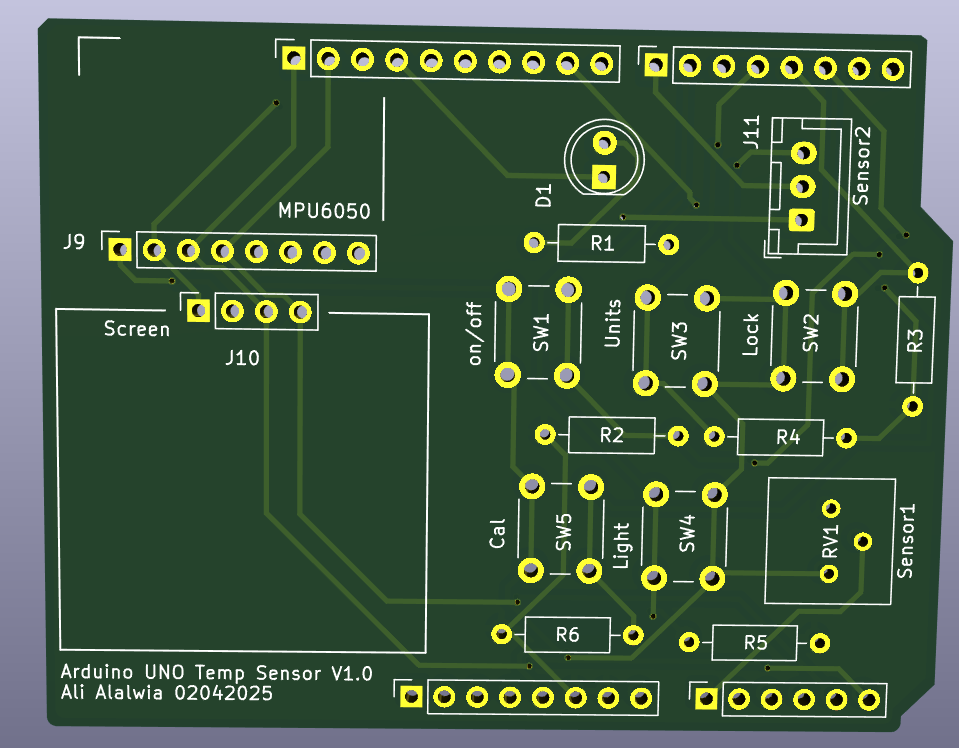 J11
Sensor2
D1
MPU6050
J9
R1
Screen
J10
on/off
SW1
Units
SW3
Lock
SW2
R3
R2
R4
Cal
SW5
Light
SW4
RV1
Sensor1
R6
R5
Arduino UNO Temp Sensor V1.0
Ali Alalwia 02042025